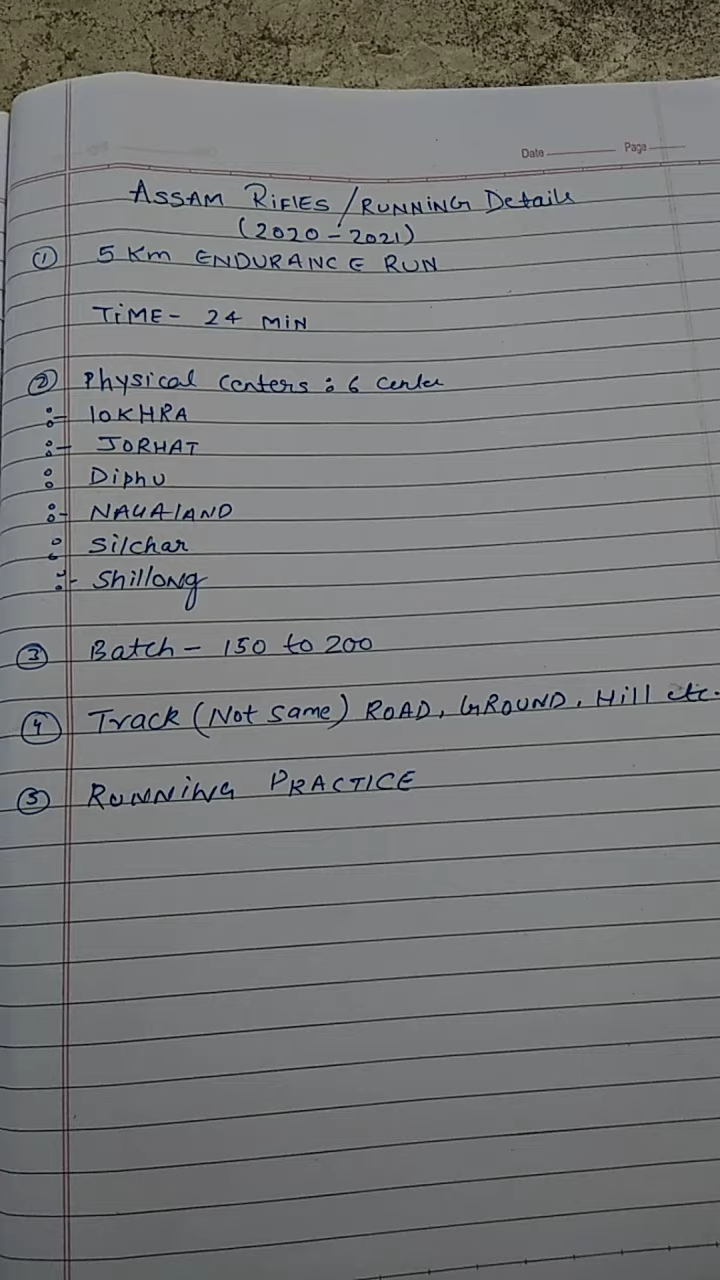 Date Page
ASSAM RIFlES / RUNNING Details
(2020-2021)
① 5 Km ENDURANCE RUN
TiME - 24 MiN
② Physical Centers : 6 Center
:- lOKHRA
:- JORHAT
: Diphu
:- NAGAlAND
: Silchar
:- Shillong
③ Batch - 150 to 200
④ Track (Not same) ROAD, GROUND, Hill etc.
⑤ RUNNiNG PRACTICE